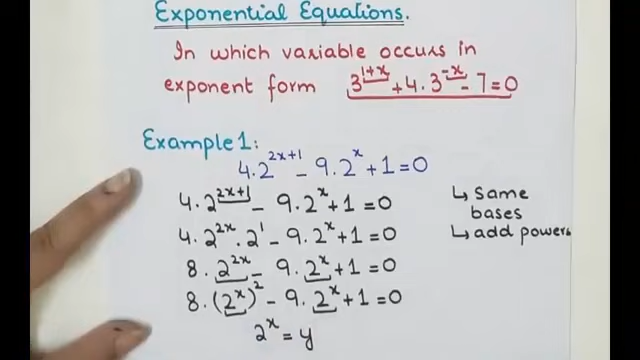 Exponential Equations.
In which variable occurs in
exponent form 3^{1+x} + 4.3^{-x} - 7 = 0
Example 1:
4.2^{2x+1} - 9.2^x + 1 = 0
4.2^{2x+1} - 9.2^x + 1 = 0
↳ Same
bases
4.2^{2x}.2^1 - 9.2^x + 1 = 0
↳ add powers
8.2^{2x} - 9.2^x + 1 = 0
8.(2^x)^2 - 9.2^x + 1 = 0
2^x = y